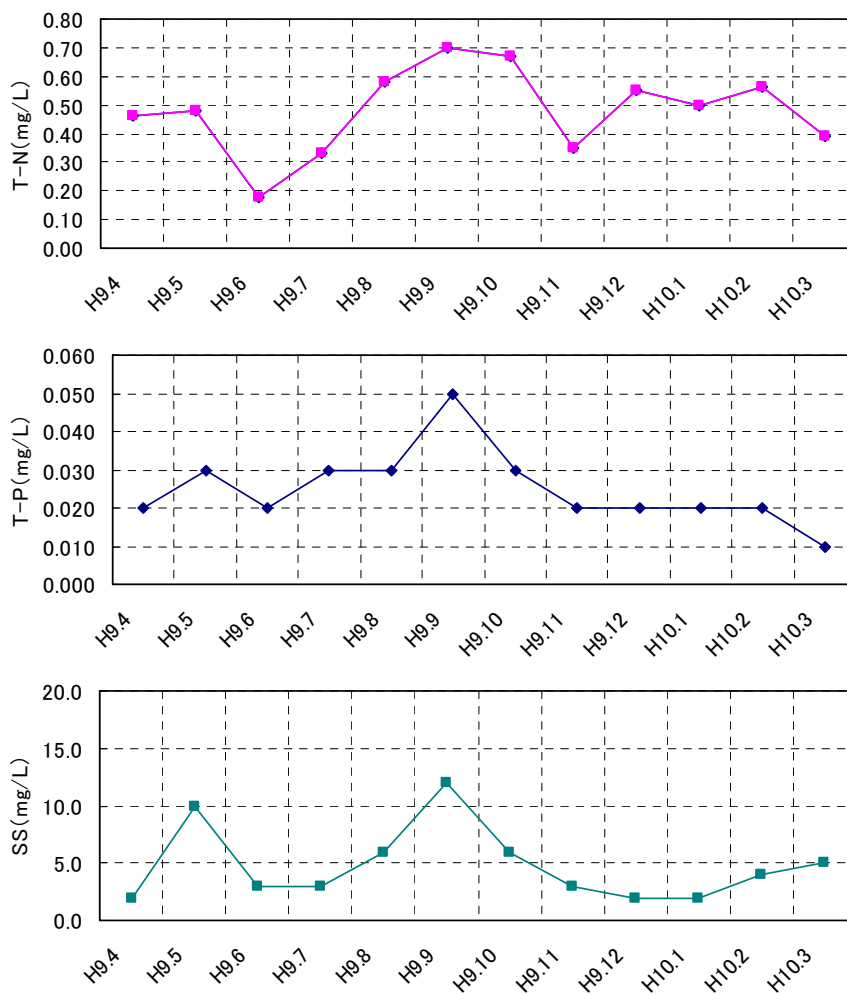 T-N(mg/L)
0.80
0.70
0.60
0.50
0.40
0.30
0.20
0.10
0.00
H9.4
H9.5
H9.6
H9.7
H9.8
H9.9
H9.10
H9.11
H9.12
H10.1
H10.2
H10.3
T-P(mg/L)
0.060
0.050
0.040
0.030
0.020
0.010
0.000
H9.4
H9.5
H9.6
H9.7
H9.8
H9.9
H9.10
H9.11
H9.12
H10.1
H10.2
H10.3
SS(mg/L)
20.0
15.0
10.0
5.0
0.0
H9.4
H9.5
H9.6
H9.7
H9.8
H9.9
H9.10
H9.11
H9.12
H10.1
H10.2
H10.3